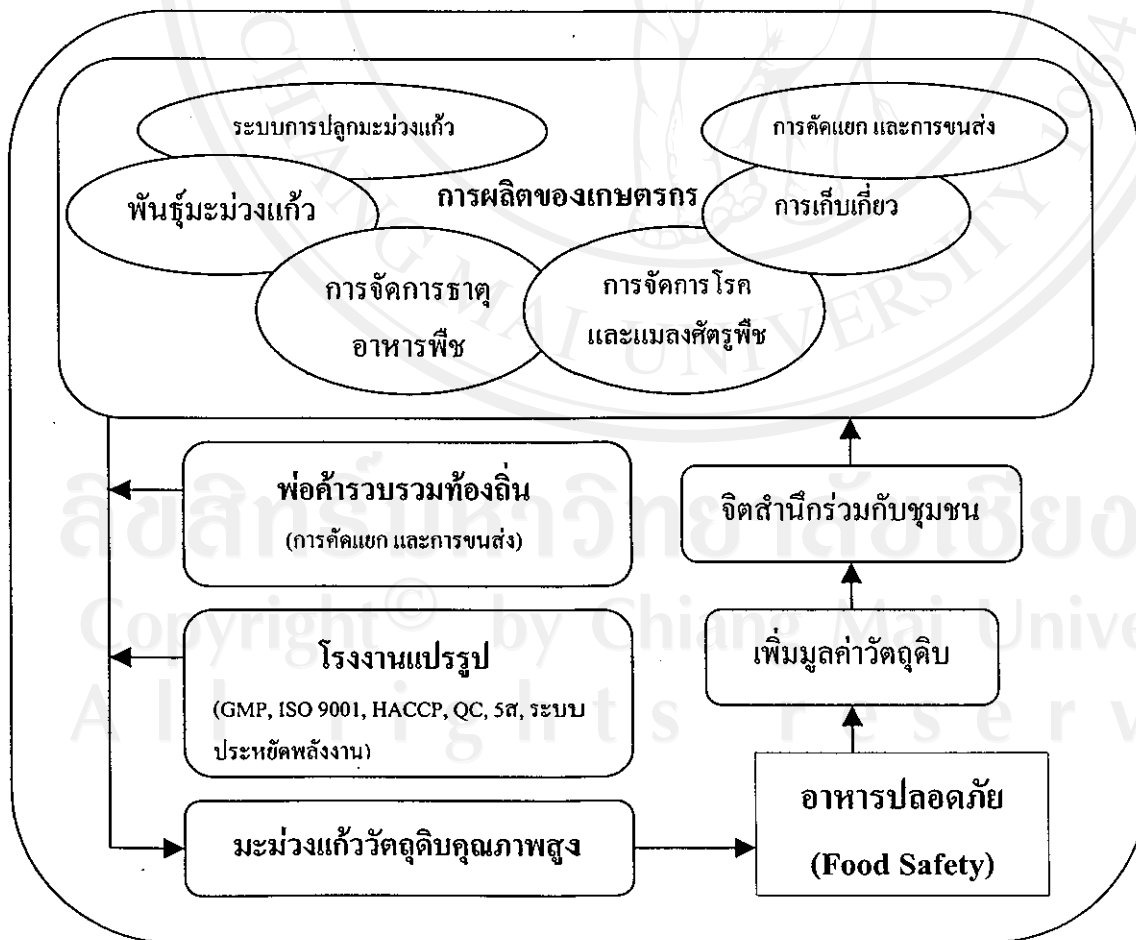 ระบบการปลูกมะม่วงแก้ว
การคัดแยก และการขนส่ง
พันธุ์มะม่วงแก้ว
การผลิตของเกษตรกร
การเก็บเกี่ยว
การจัดการธาตุ
อาหารพืช
การจัดการโรค
และแมลงศัตรูพืช
พ่อค้ารวบรวมท้องถิ่น
(การคัดแยก และการขนส่ง)
จิตสำนึกร่วมกับชุมชน
โรงงานแปรรูป
(GMP, ISO 9001, HACCP, QC, 5ส, ระบบ
ประหยัดพลังงาน)
เพิ่มมูลค่าวัตถุดิบ
มะม่วงแก้ววัตถุดิบคุณภาพสูง
อาหารปลอดภัย
(Food Safety)
CHIANG MAI UNIVERSITY 1964
ลิขสิทธิ์มหาวิทยาลัยเชียง
Copyright© by Chiang Mai Unive
All rights reserv